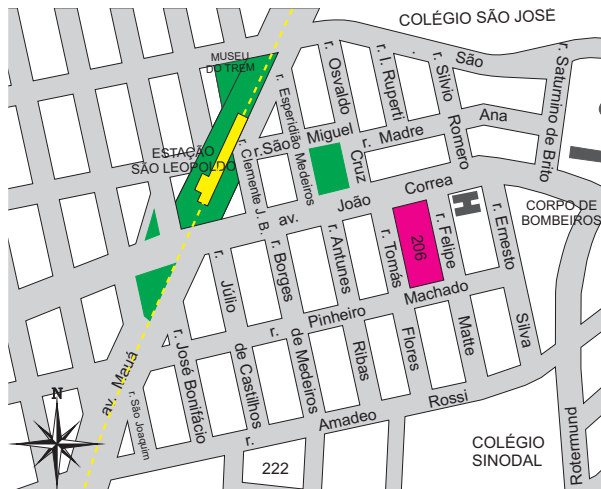 COLÉGIO SÃO JOSÉ
MUSEU
DO TREM
São
r. Osvaldo
Cruz
r. I. Ruperti
r. Silvio
Romero
r. Saturnino de Brito
r. Esperidião
Medeiros
r. São Miguel
r. Madre
Ana
ESTAÇÃO
SÃO LEOPOLDO
r. Clemente J. B.
av. João Correa
CORPO DE
BOMBEIROS
206
r. Felipe
Matte
r. Ernesto
Silva
r. Tomás
Flores
r. Antunes
Ribas
r. Borges
de Medeiros
r. Júlio
de Castilhos
r. Pinheiro Machado
r. José Bonifácio
av. Mauá
r. São Joaquim
r. Amadeo Rossi
N
222
COLÉGIO
SINODAL
Rotermund